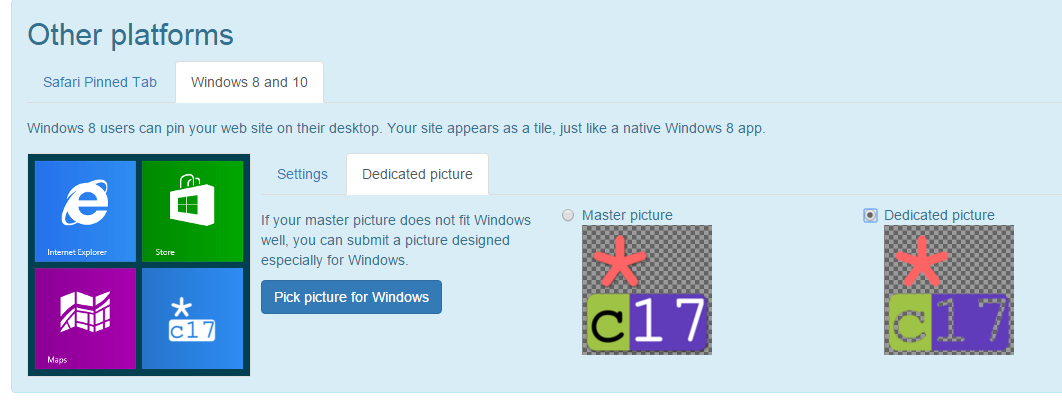 Other platforms
Safari Pinned Tab
Windows 8 and 10
Windows 8 users can pin your web site on their desktop. Your site appears as a tile, just like a native Windows 8 app.
Internet Explorer
Store
Maps
c17
Settings
Dedicated picture
If your master picture does not fit Windows
well, you can submit a picture designed
especially for Windows.
Pick picture for Windows
Master picture
*
c17
Dedicated picture
*
c17